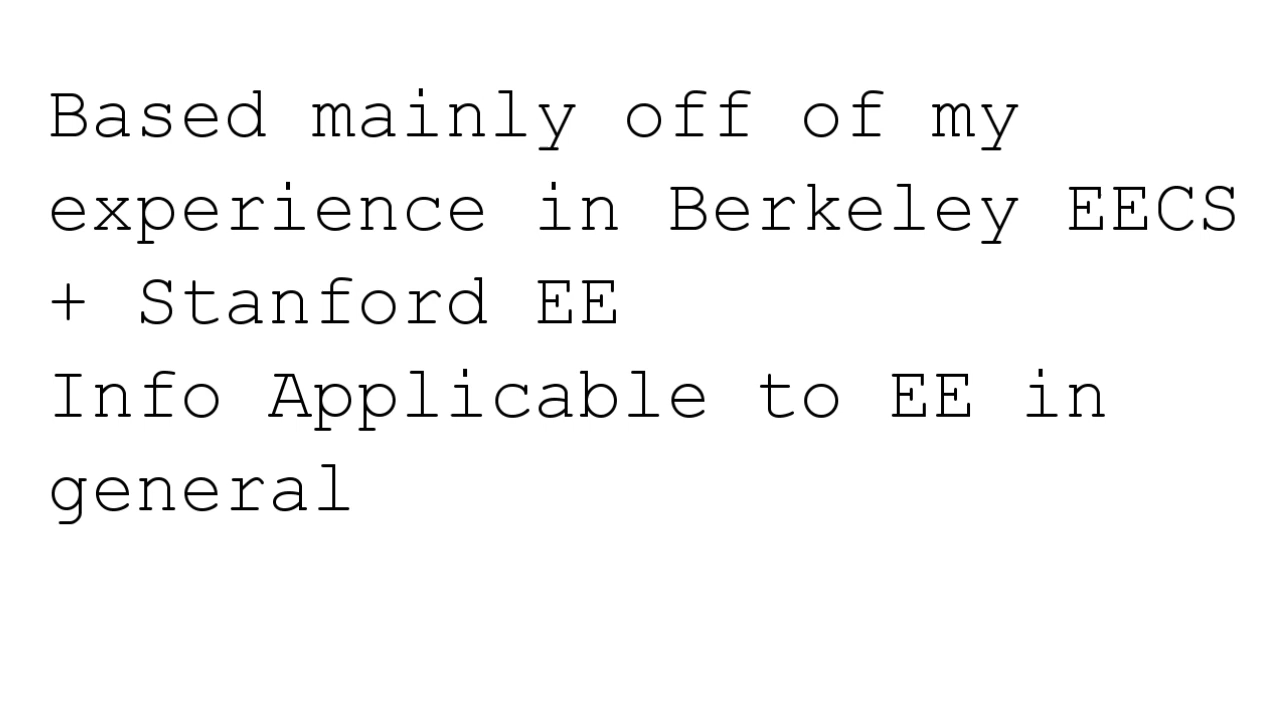 Based mainly off of my
experience in Berkeley EECS
+ Stanford EE
Info Applicable to EE in
general